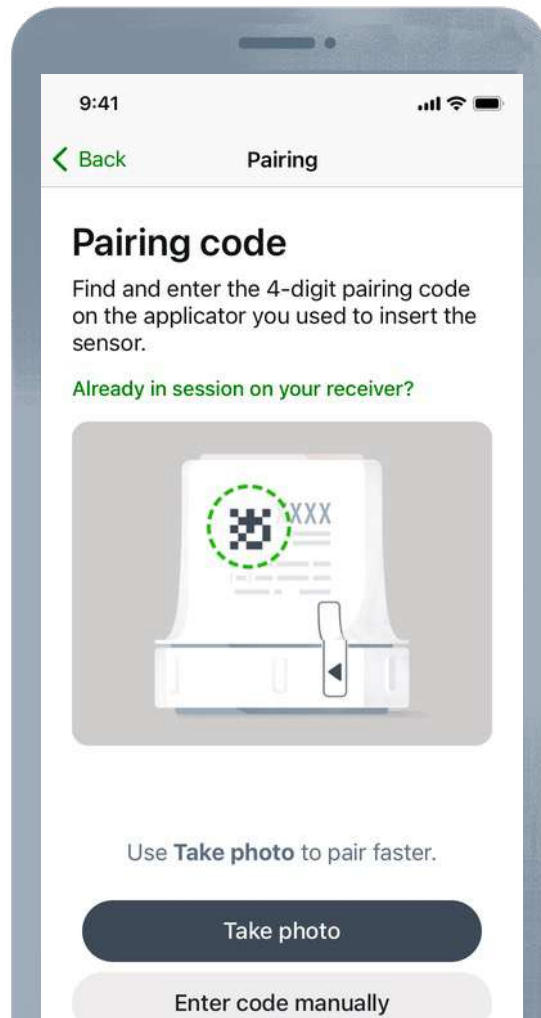 9:41
Back
Pairing
Pairing code
Find and enter the 4-digit pairing code
on the applicator you used to insert the
sensor.
Already in session on your receiver?
XXX
Use Take photo to pair faster.
Take photo
Enter code manually